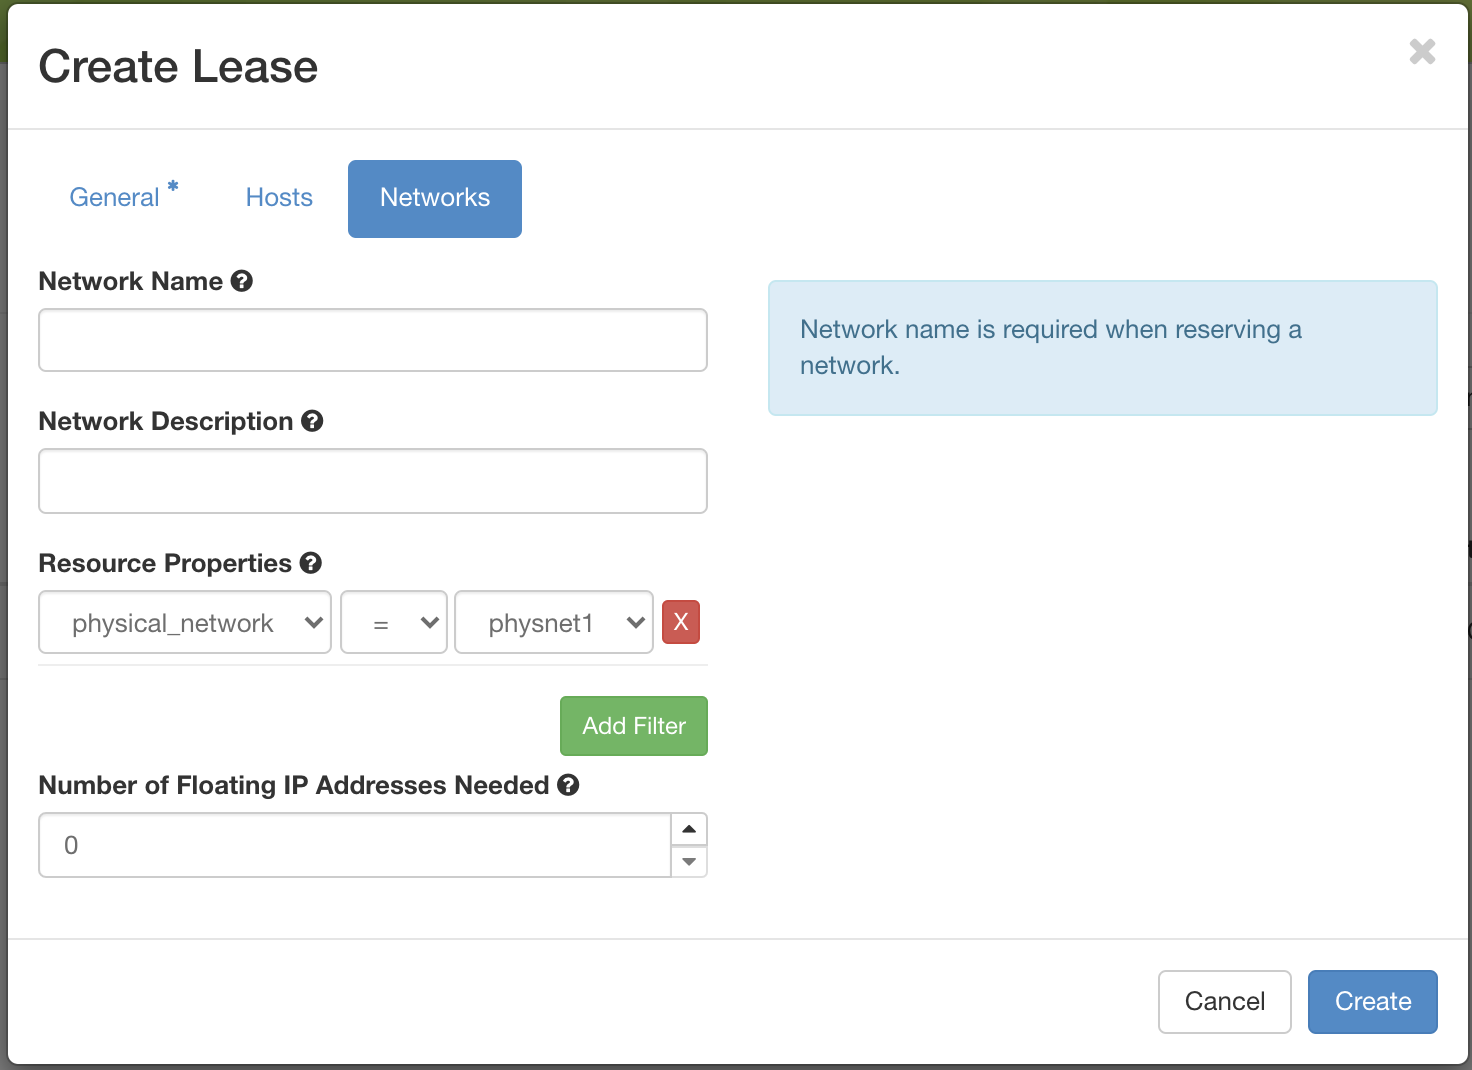 Create Lease
General *
Hosts
Networks
Network Name
Network name is required when reserving a
network.
Network Description
Resource Properties
physical_network
=
physnet1
X
Add Filter
Number of Floating IP Addresses Needed
0
Cancel
Create